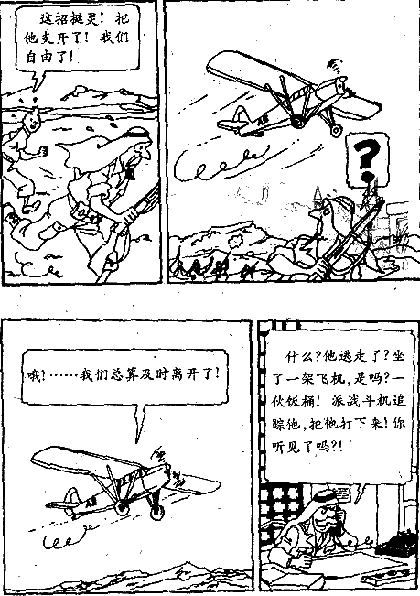 这招挺灵！把
他支开了！我们
自由了！
?
哦！……我们总算及时离开了！
什么？他逃走了？坐
了一架飞机，是吗？一
伙饭桶！派战斗机追
踪他，把他打下来！你
听见了吗?!